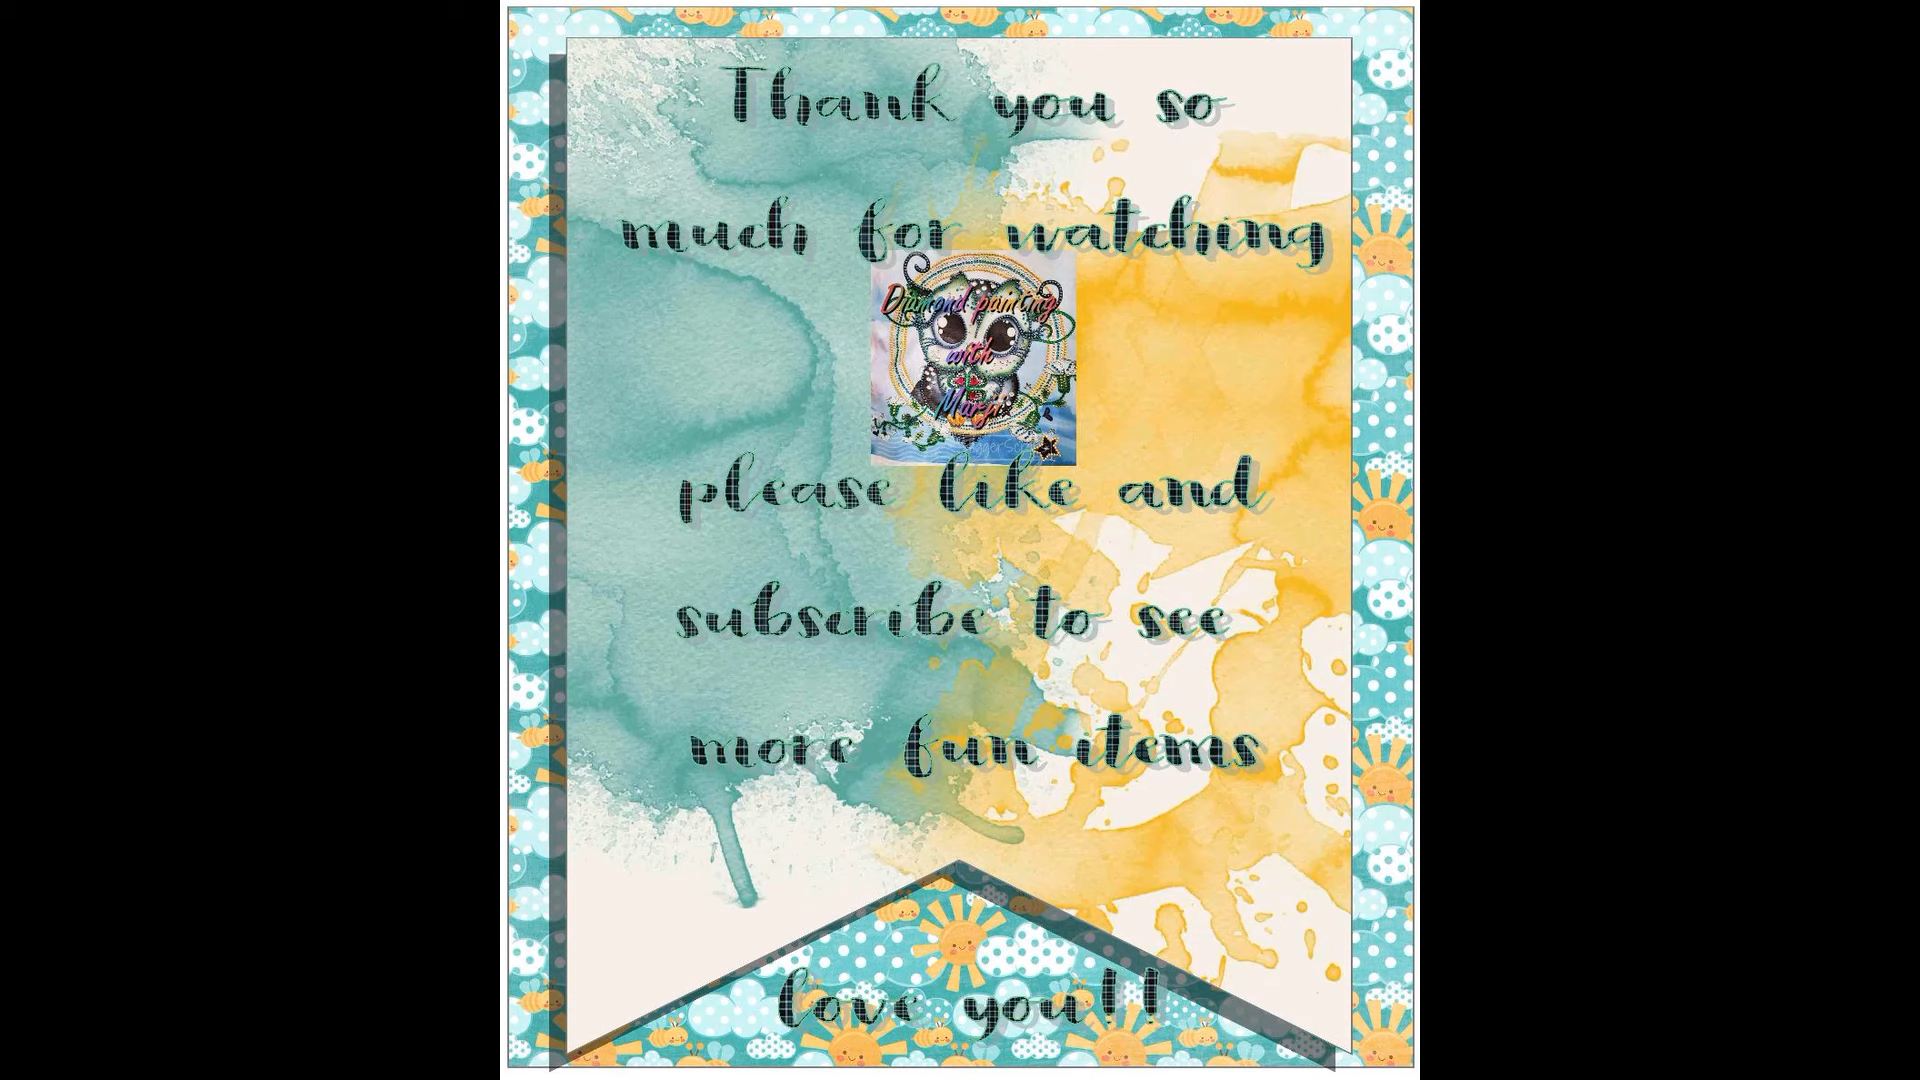 Thank you so
much for watching
Diamond painting
with
Margi
please like and
subscribe to see
more fun items
love you!!